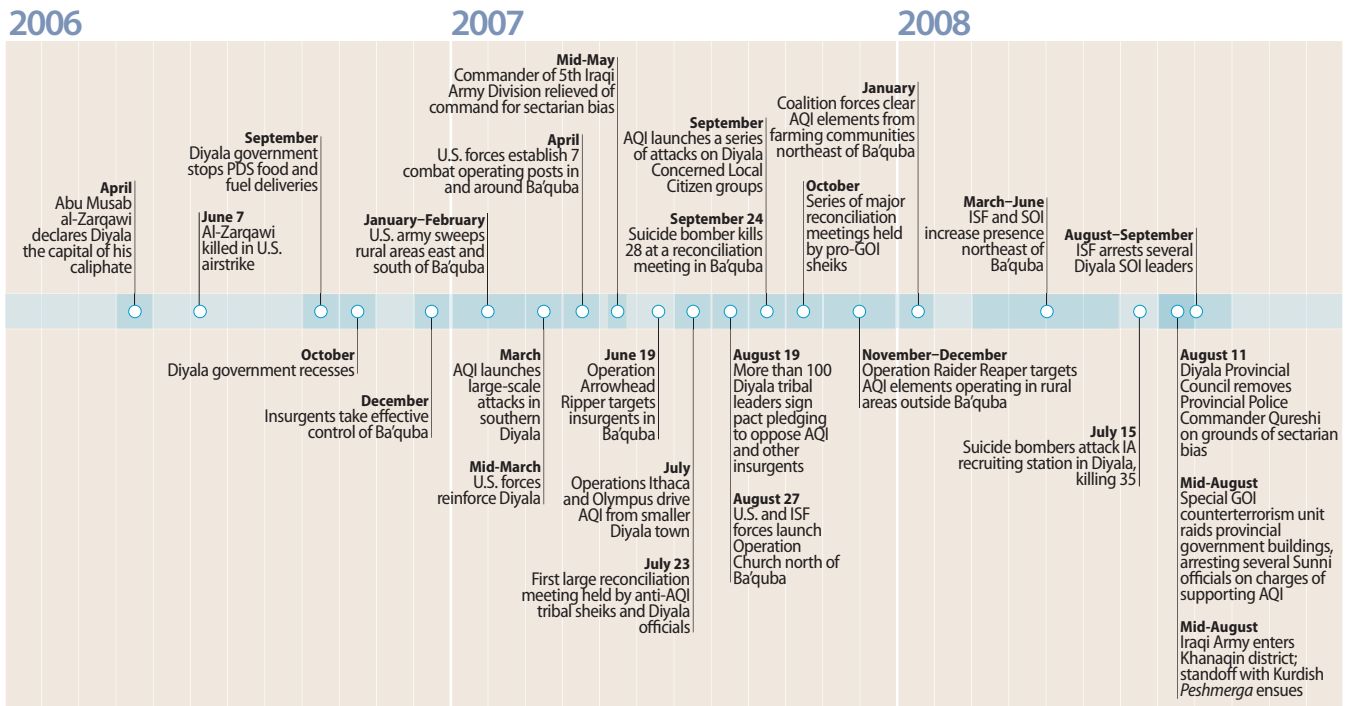 2006
2007
2008
April
Abu Musab
al-Zarqawi
declares Diyala
the capital of his
caliphate
June 7
Al-Zarqawi
killed in U.S.
airstrike
September
Diyala government
stops PDS food and
fuel deliveries
October
Diyala government recesses
December
Insurgents take effective
control of Ba'quba
January–February
U.S. army sweeps
rural areas east and
south of Ba'quba
March
AQI launches
large-scale
attacks in
southern
Diyala
Mid-March
U.S. forces
reinforce Diyala
April
U.S. forces establish 7
combat operating posts in
and around Ba'quba
Mid-May
Commander of 5th Iraqi
Army Division relieved of
command for sectarian bias
June 19
Operation
Arrowhead
Ripper targets
insurgents in
Ba'quba
July
Operations Ithaca
and Olympus drive
AQI from smaller
Diyala town
July 23
First large reconciliation
meeting held by anti-AQI
tribal sheiks and Diyala
officials
August 19
More than 100
Diyala tribal
leaders sign
pact pledging
to oppose AQI
and other
insurgents
August 27
U.S. and ISF
forces launch
Operation
Church north of
Ba'quba
September
AQI launches a series
of attacks on Diyala
Concerned Local
Citizen groups
September 24
Suicide bomber kills
28 at a reconciliation
meeting in Ba'quba
October
Series of major
reconciliation
meetings held
by pro-GOI
sheiks
November–December
Operation Raider Reaper targets
AQI elements operating in rural
areas outside Ba'quba
January
Coalition forces clear
AQI elements from
farming communities
northeast of Ba'quba
March–June
ISF and SOI
increase presence
northeast of
Ba'quba
July 15
Suicide bombers attack IA
recruiting station in Diyala,
killing 35
August–September
ISF arrests several
Diyala SOI leaders
August 11
Diyala Provincial
Council removes
Provincial Police
Commander Qureshi
on grounds of sectarian
bias
Mid-August
Special GOI
counterterrorism unit
raids provincial
government buildings,
arresting several Sunni
officials on charges of
supporting AQI
Mid-August
Iraqi Army enters
Khanaqin district;
standoff with Kurdish
Peshmerga ensues